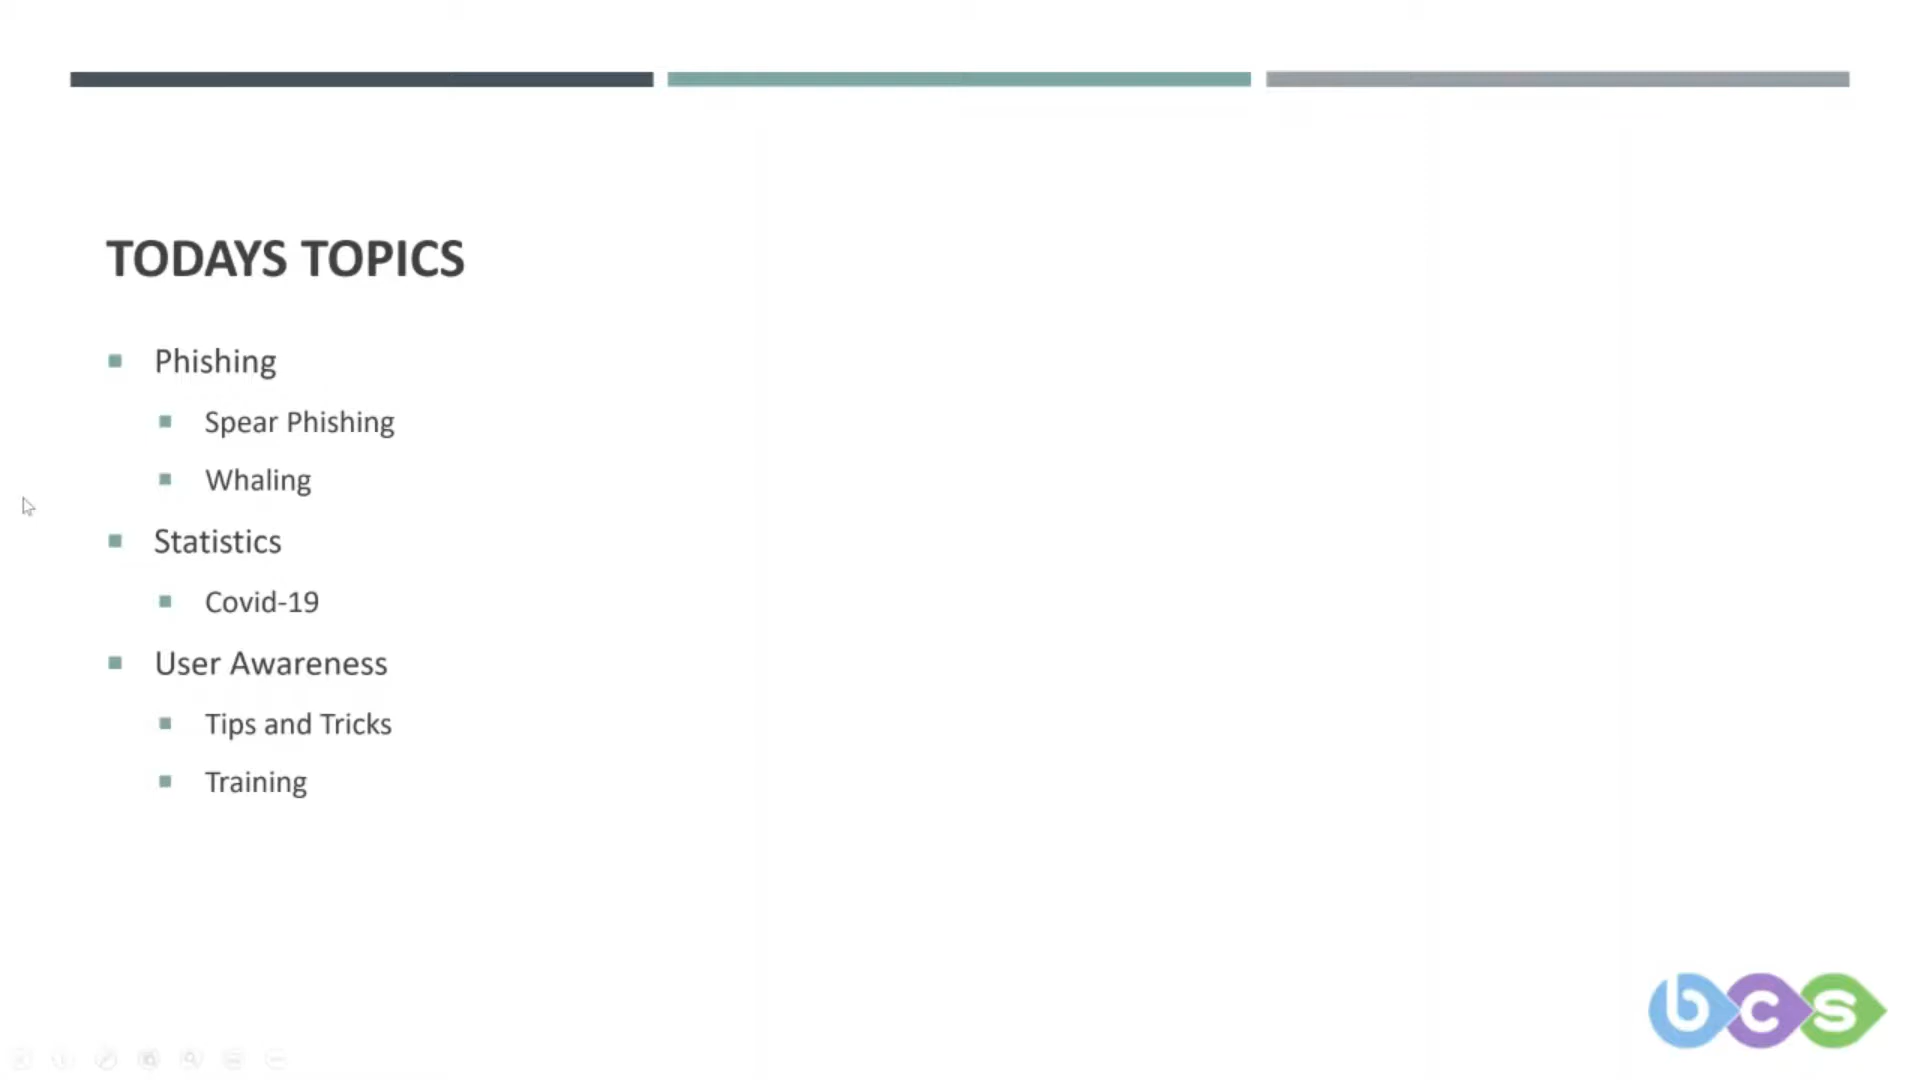 TODAYS TOPICS
Phishing
Spear Phishing
Whaling
Statistics
Covid-19
User Awareness
Tips and Tricks
Training
bcs